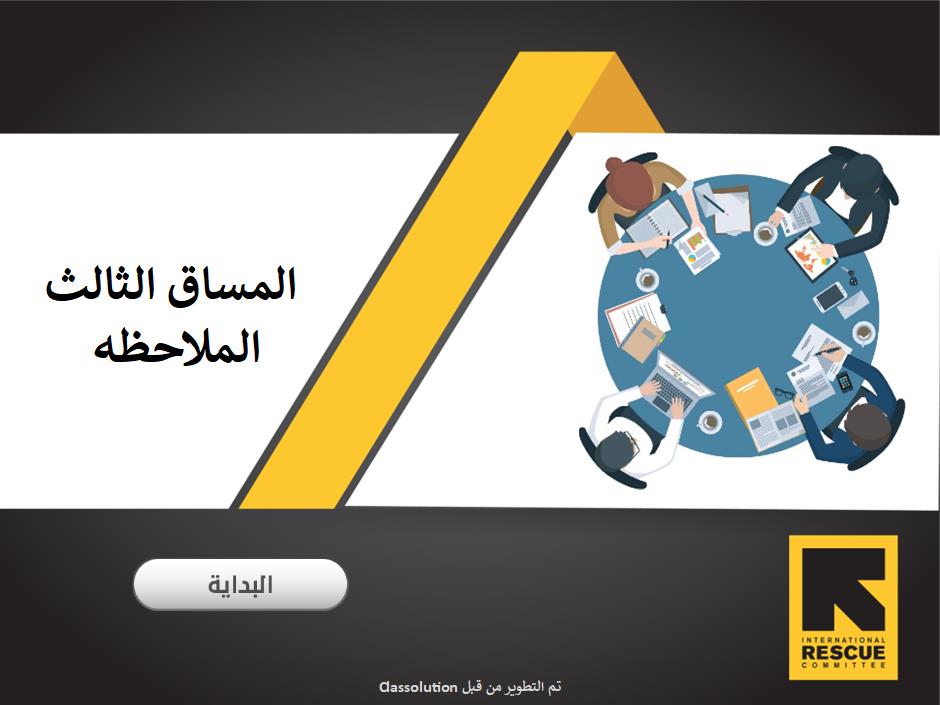 المساق الثالث
الملاحظه
البداية
INTERNATIONAL
RESCUE
COMMITTEE
تم التطوير من قبل Classolution